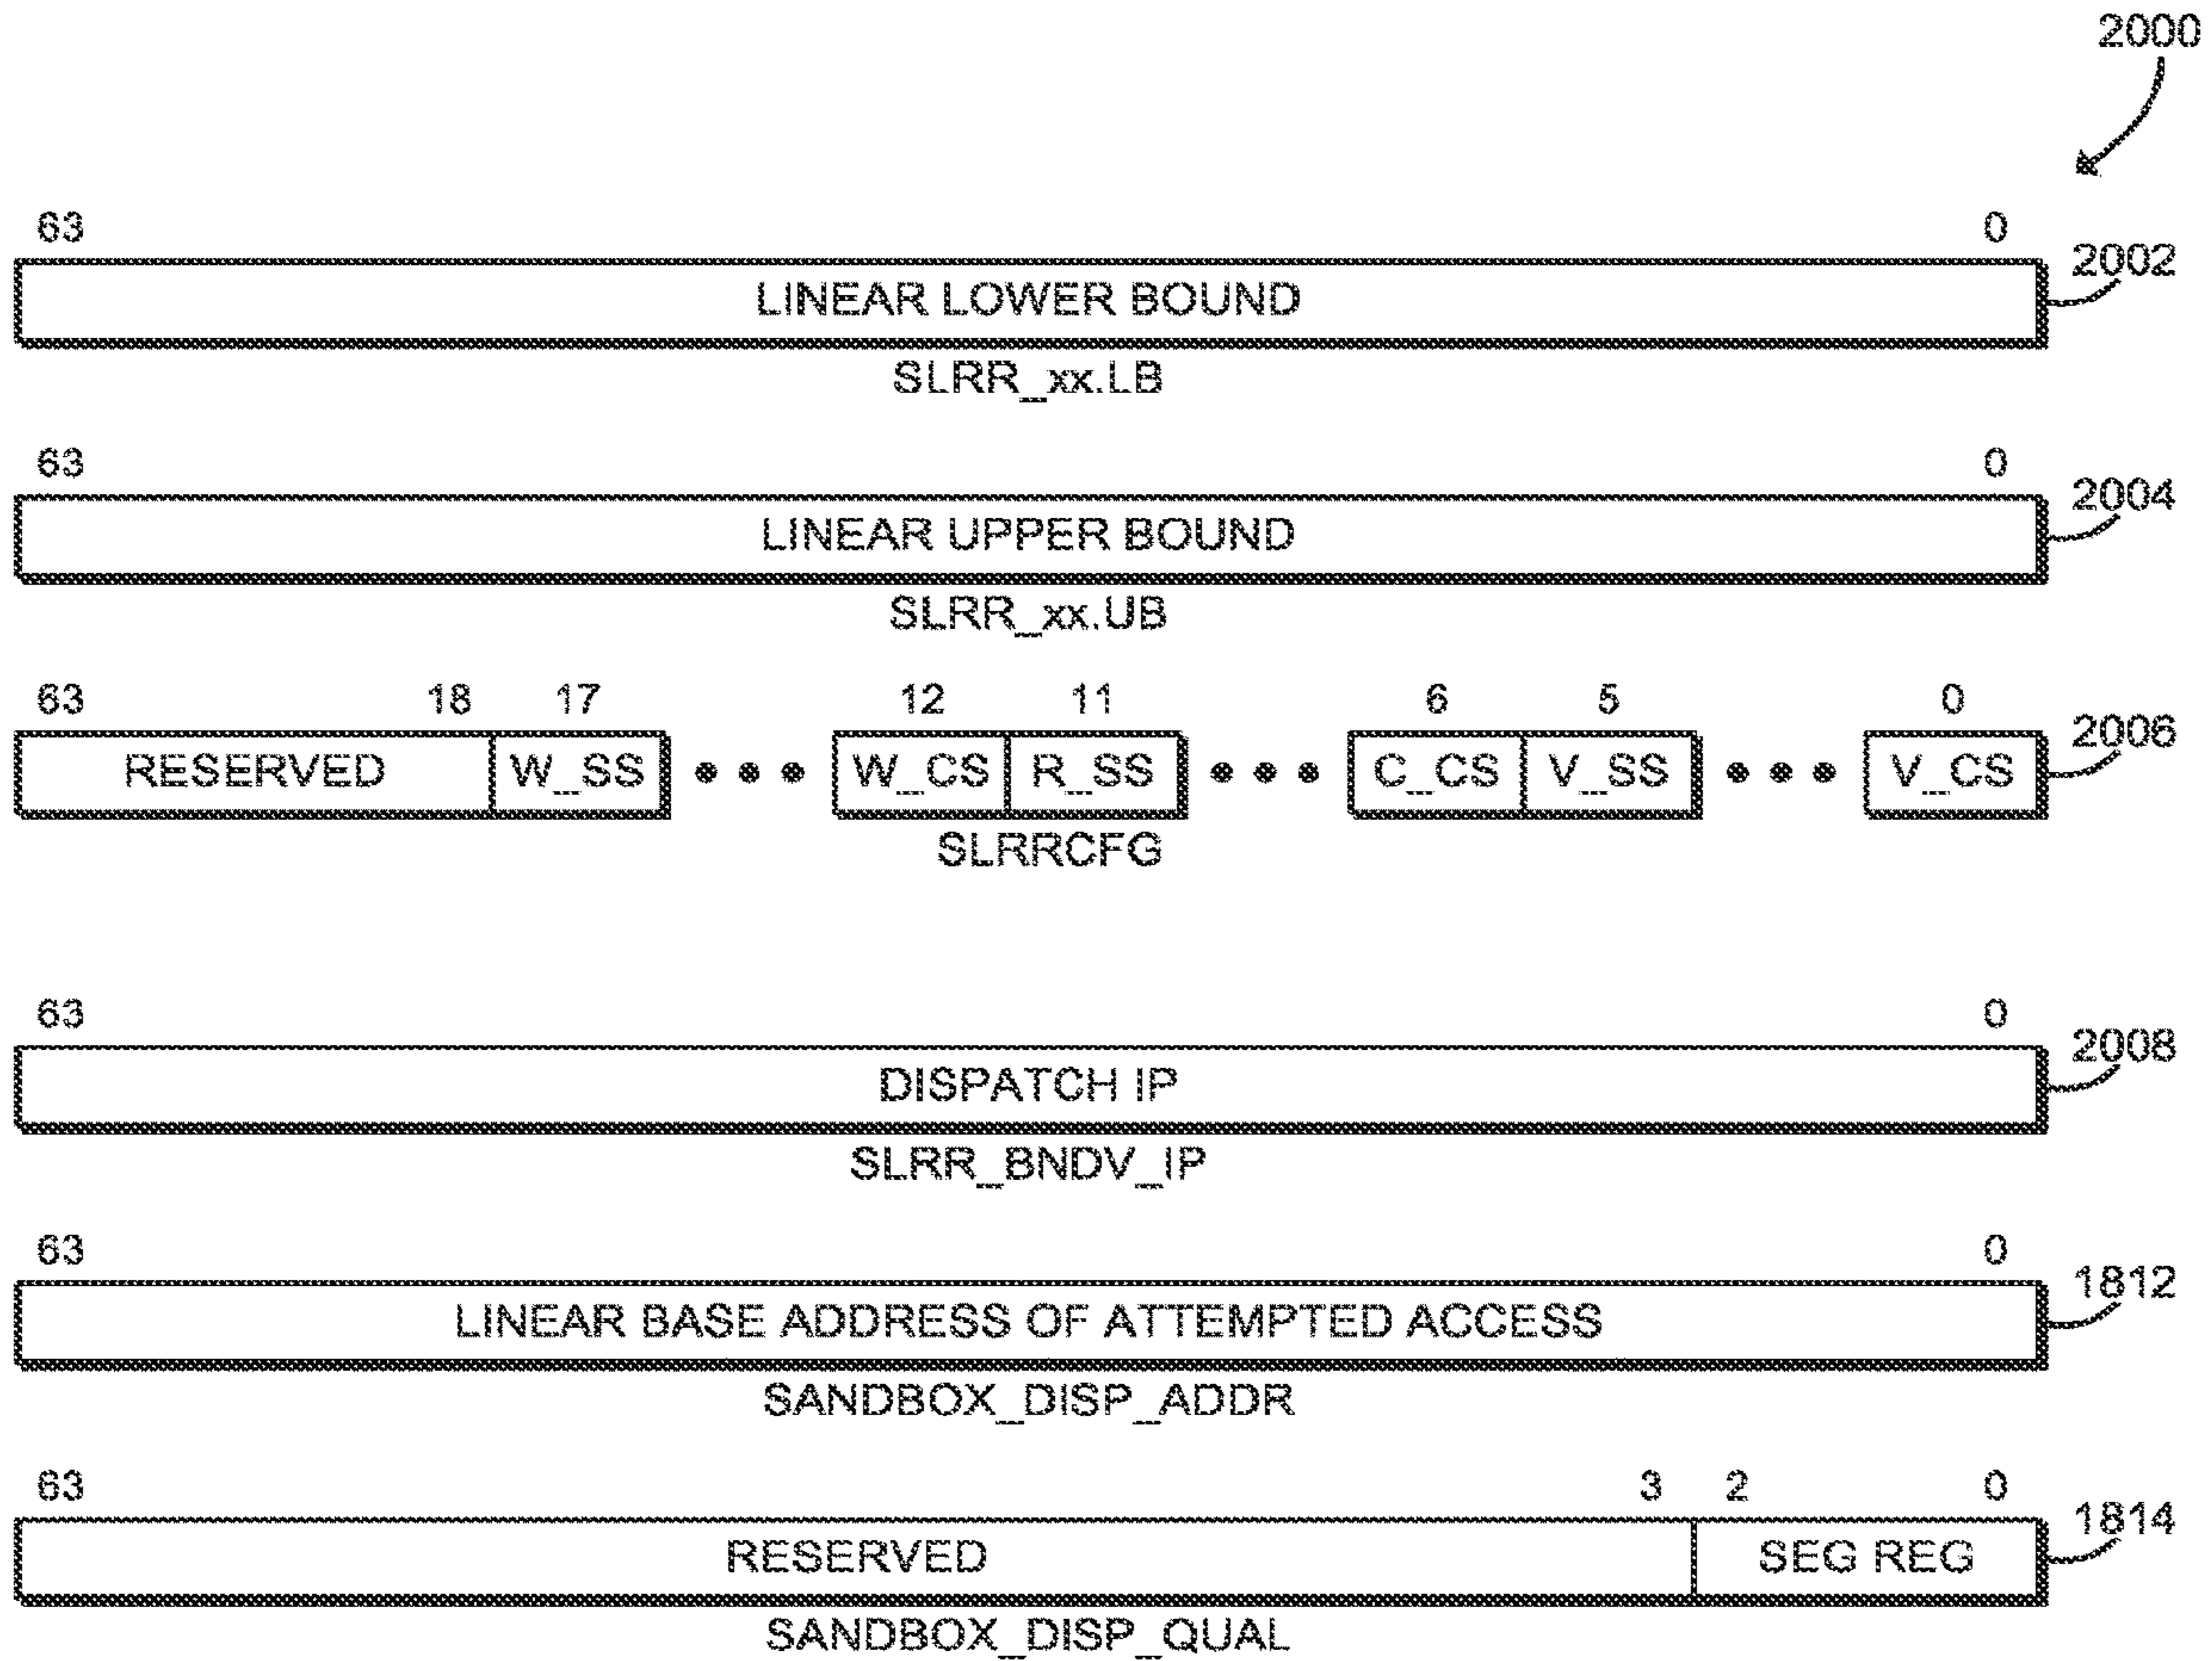 2000
63 0
2002
LINEAR LOWER BOUND
SLRR_xx.LB
63 0
2004
LINEAR UPPER BOUND
SLRR_xx.UB
63 18 17 12 11 6 5 0
2006
RESERVED W_SS ••• W_CS R_SS ••• C_CS V_SS ••• V_CS
SLRRCFG
63 0
2008
DISPATCH IP
SLRR_BNDV_IP
63 0
1812
LINEAR BASE ADDRESS OF ATTEMPTED ACCESS
SANDBOX_DISP_ADDR
63 3 2 0
1814
RESERVED SEG REG
SANDBOX_DISP_QUAL